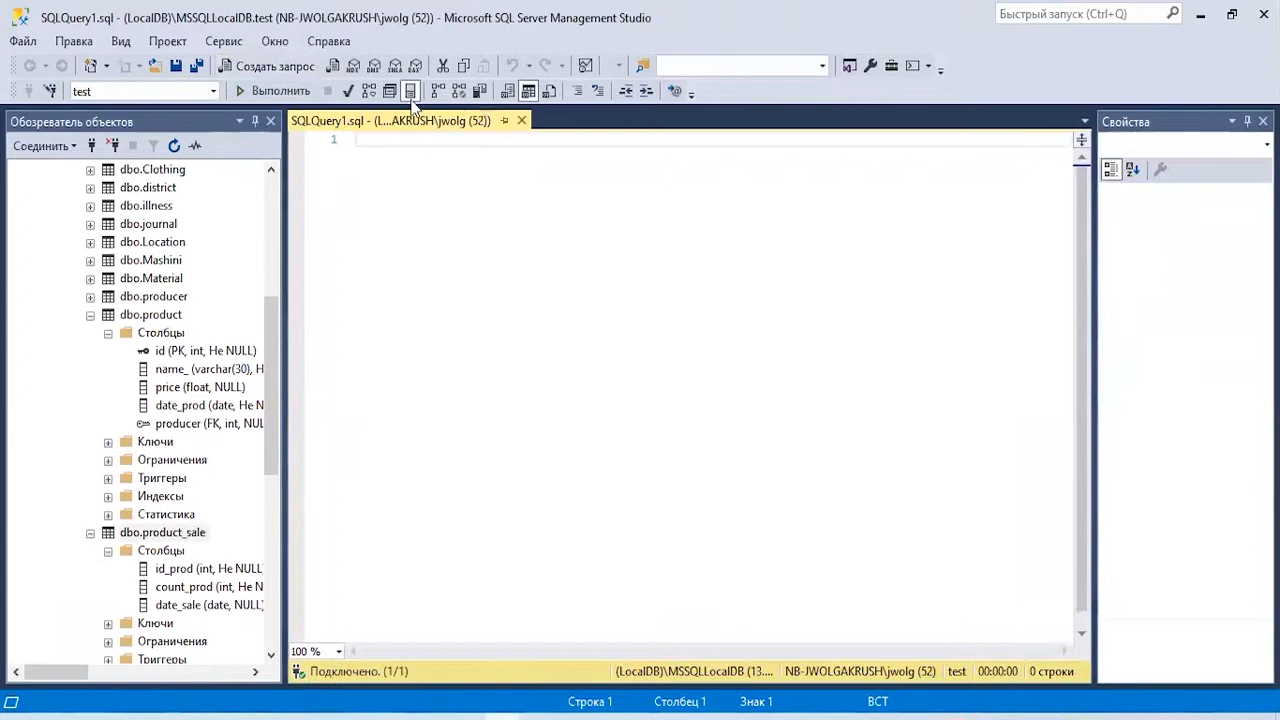 SQLQuery1.sql - (LocalDB)\MSSQLLocalDB.test (NB-JWOLGAKRUSH\jwolg (52)) - Microsoft SQL Server Management Studio
Быстрый запуск (Ctrl+Q)
Файл Правка Вид Проект Сервис Окно Справка
Создать запрос
test
Выполнить
Обозреватель объектов
SQLQuery1.sql - (L...AKRUSH\jwolg (52))
Свойства
Соединить
1
dbo.Clothing
dbo.district
dbo.illness
dbo.journal
dbo.Location
dbo.Mashini
dbo.Material
dbo.producer
dbo.product
Столбцы
id (PK, int, Не NULL)
name_ (varchar(30), Н
price (float, NULL)
date_prod (date, Не N
producer (FK, int, NUL
Ключи
Ограничения
Триггеры
Индексы
Статистика
dbo.product_sale
Столбцы
id_prod (int, Не NULL
count_prod (int, Не N
date_sale (date, NULL)
Ключи
Ограничения
Триггеры
100 %
Подключено. (1/1)
(LocalDB)\MSSQLLocalDB (13....
NB-JWOLGAKRUSH\jwolg (52)
test
00:00:00
0 строки
Строка 1
Столбец 1
Знак 1
ВСТ